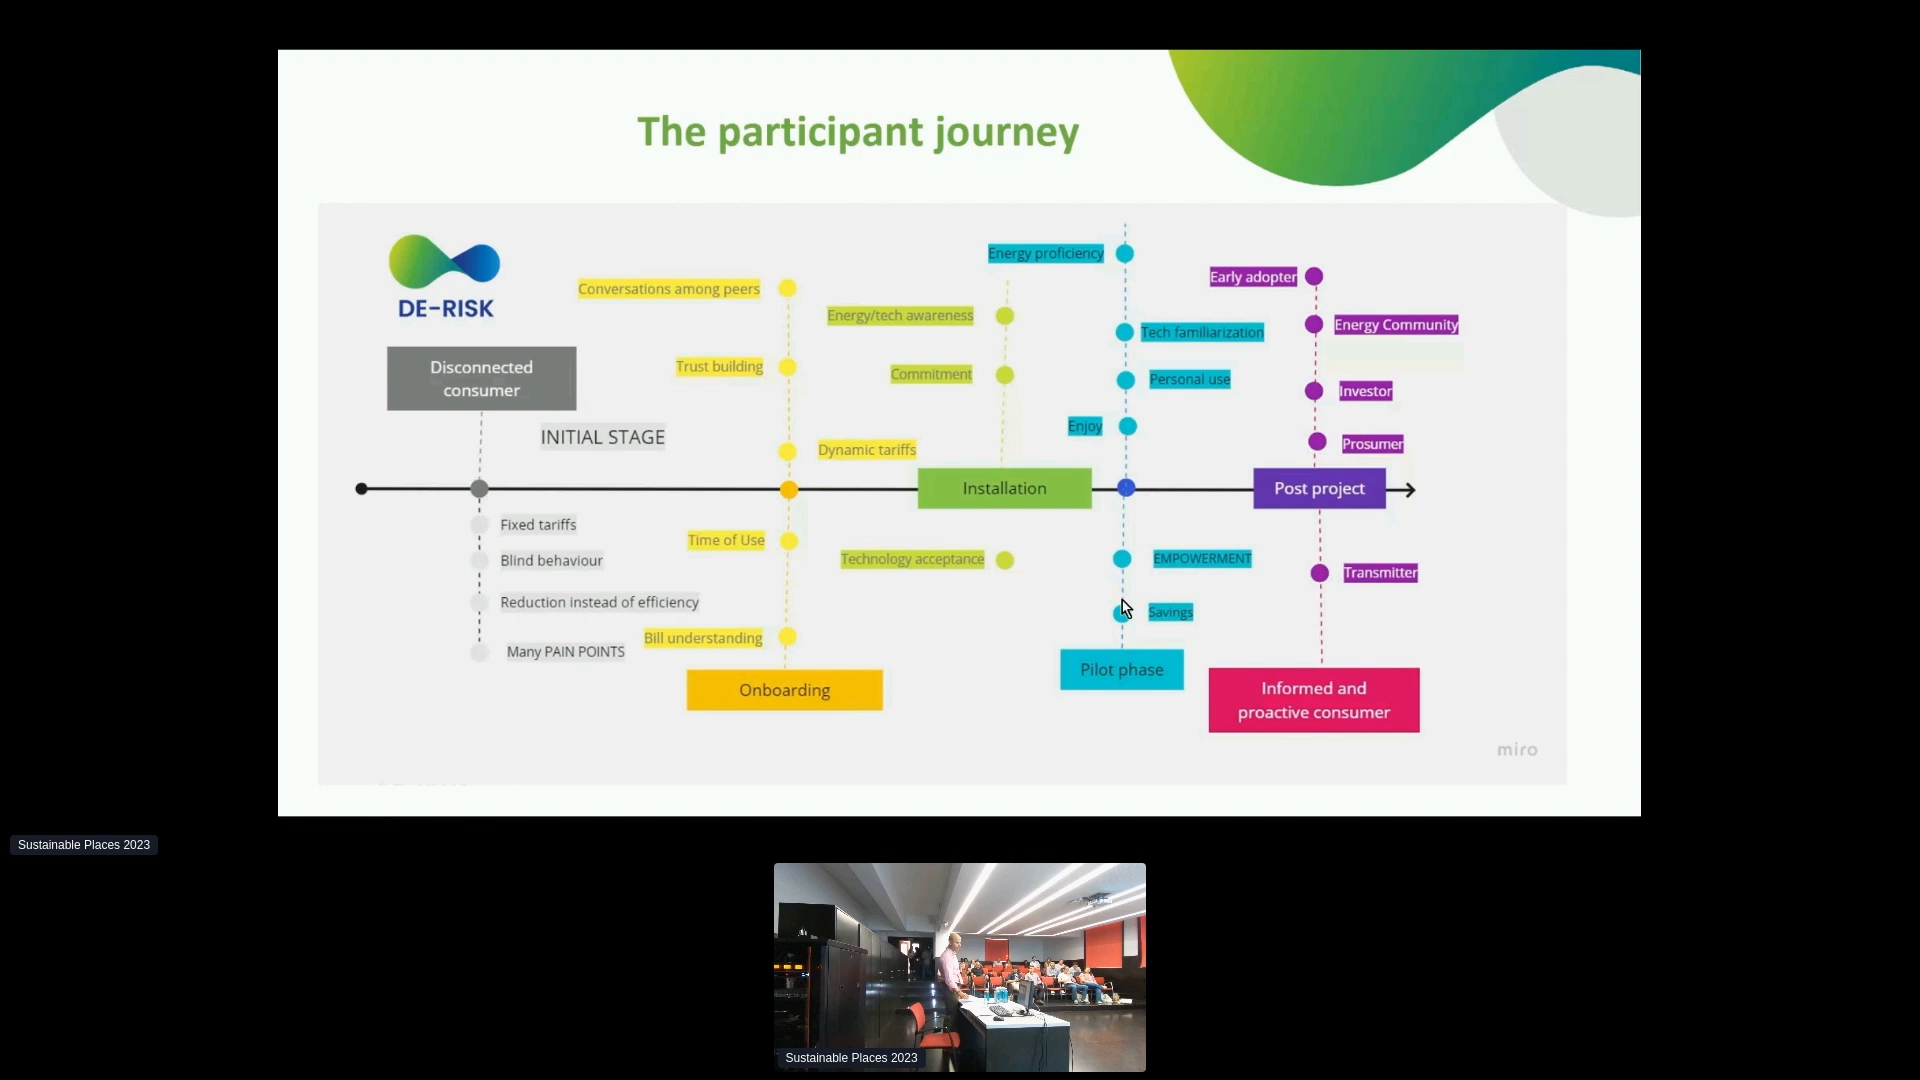 The participant journey
DE-RISK
Disconnected
consumer
INITIAL STAGE
Fixed tariffs
Blind behaviour
Reduction instead of efficiency
Many PAIN POINTS
Conversations among peers
Trust building
Dynamic tariffs
Time of Use
Bill understanding
Onboarding
Energy/tech awareness
Commitment
Installation
Technology acceptance
Energy proficiency
Tech familiarization
Personal use
Enjoy
EMPOWERMENT
Savings
Pilot phase
Early adopter
Energy Community
Investor
Prosumer
Post project
Transmitter
Informed and
proactive consumer
miro
Sustainable Places 2023
Sustainable Places 2023